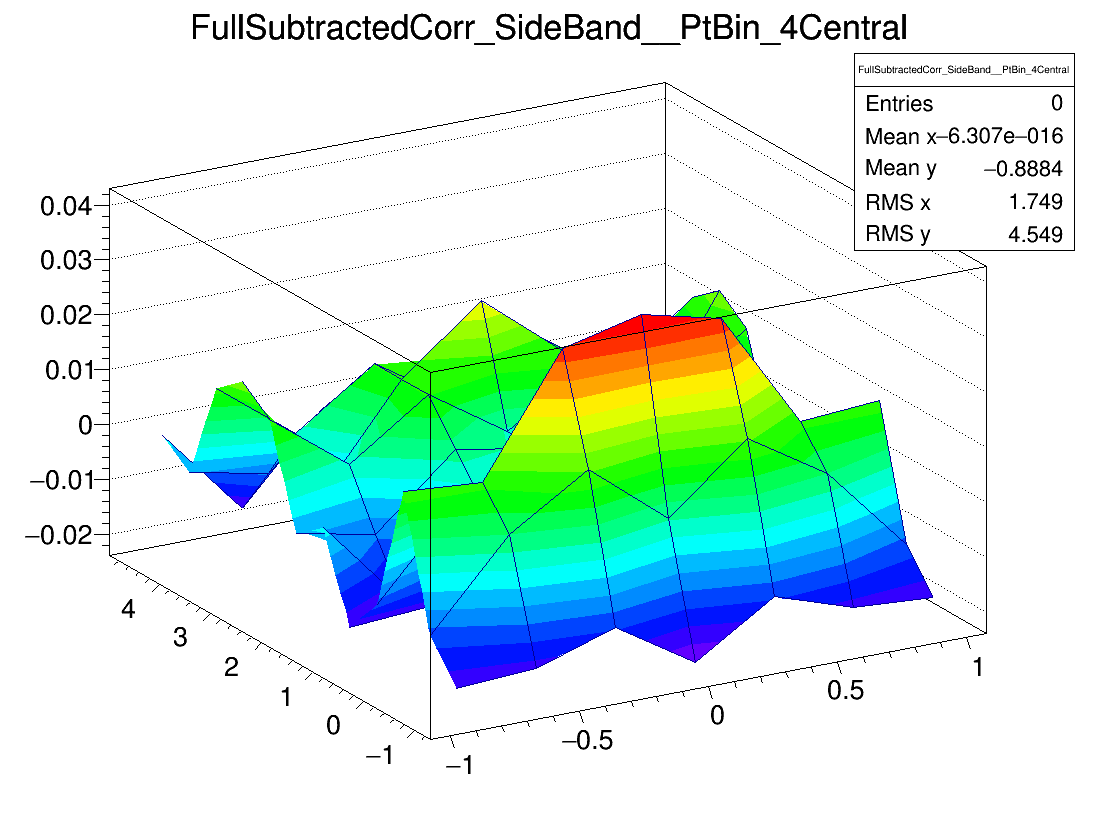 FullSubtractedCorr_SideBand__PtBin_4Central
FullSubtractedCorr_SideBand__PtBin_4Central
Entries 0
Mean x −6.307e−016
Mean y −0.8884
RMS x 1.749
RMS y 4.549
0.04
0.03
0.02
0.01
0
−0.01
−0.02
4
3
2
1
0
−1
−1
−0.5
0
0.5
1